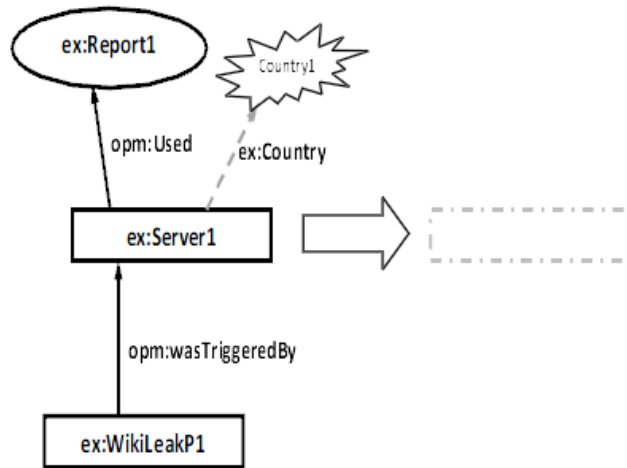 ex:Report1
Country1
opm:Used
ex:Country
ex:Server1
opm:wasTriggeredBy
ex:WikiLeakP1